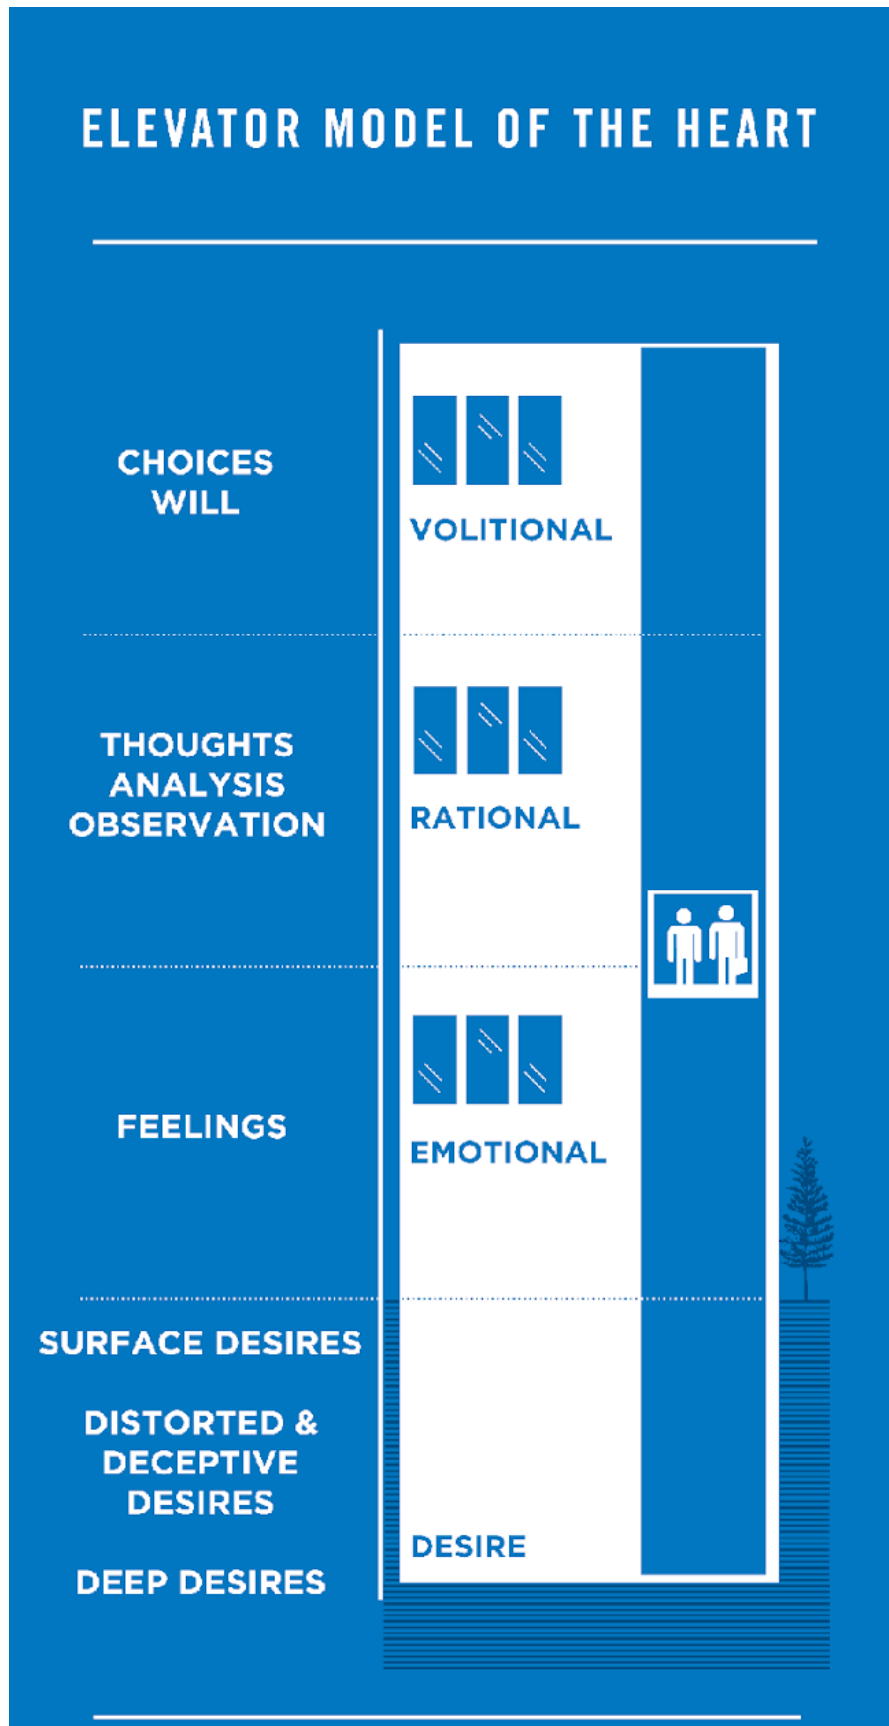 ELEVATOR MODEL OF THE HEART
CHOICES
WILL
VOLITIONAL
THOUGHTS
ANALYSIS
OBSERVATION
RATIONAL
FEELINGS
EMOTIONAL
SURFACE DESIRES
DISTORTED &
DECEPTIVE
DESIRES
DEEP DESIRES
DESIRE